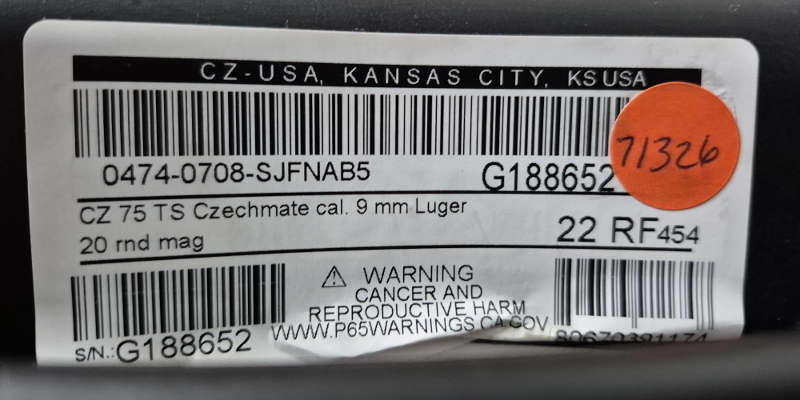 CZ-USA, KANSAS CITY, KS USA
0474-0708-SJFNAB5
G188652
71326
CZ 75 TS Czechmate cal. 9 mm Luger
20 rnd mag
22 RF454
⚠ WARNING
CANCER AND
REPRODUCTIVE HARM
WWW.P65WARNINGS.CA.GOV
S/N.:G188652